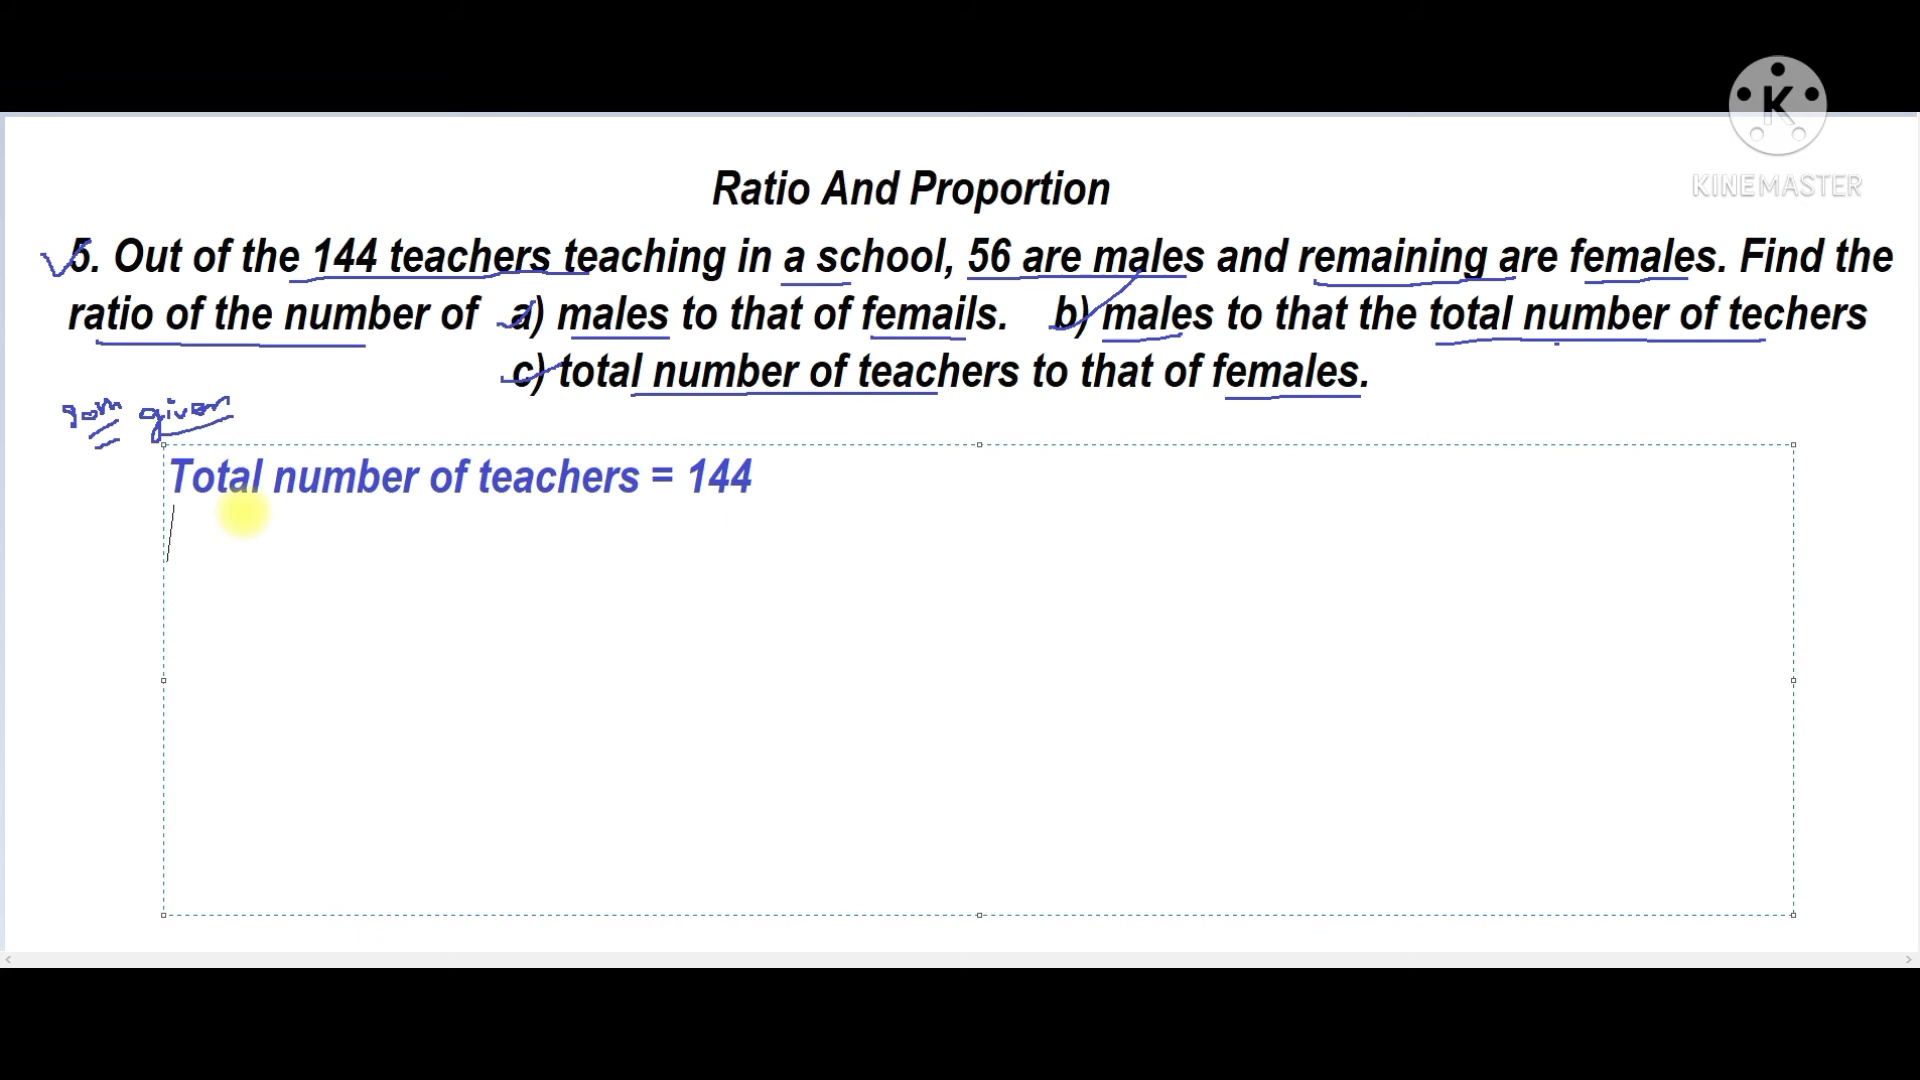 KINEMASTER
Ratio And Proportion
5. Out of the 144 teachers teaching in a school, 56 are males and remaining are females. Find the
ratio of the number of a) males to that of femails. b) males to that the total number of techers
c) total number of teachers to that of females.
given
Total number of teachers = 144